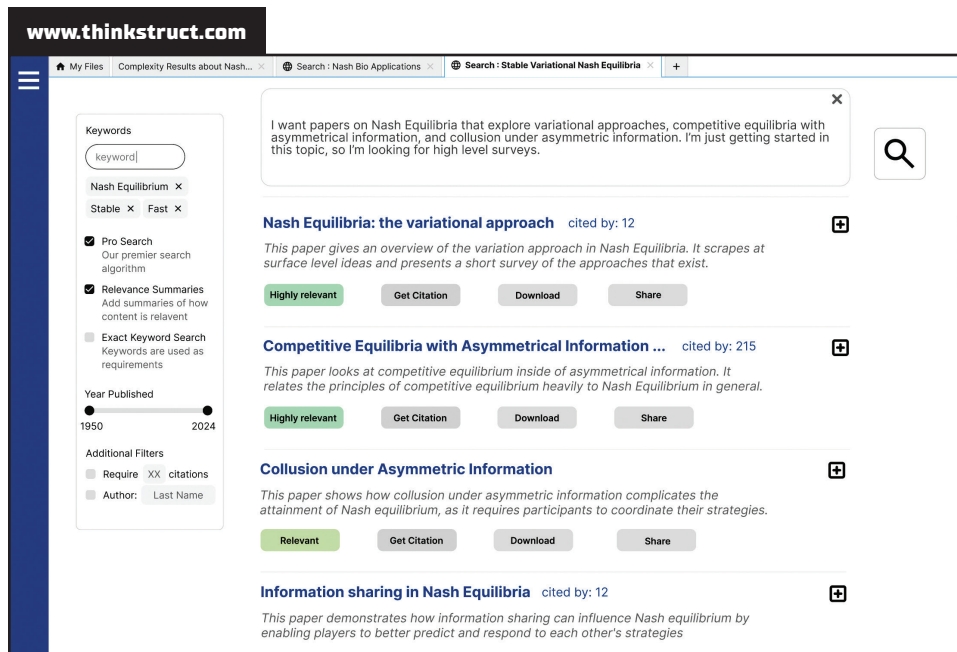 www.thinkstruct.com
My Files
Complexity Results about Nash...
Search : Nash Bio Applications
Search : Stable Variational Nash Equilibria
+
Keywords
keyword
Nash Equilibrium ×
Stable × Fast ×
Pro Search
Our premier search
algorithm
Relevance Summaries
Add summaries of how
content is relavent
Exact Keyword Search
Keywords are used as
requirements
Year Published
1950 2024
Additional Filters
Require XX citations
Author: Last Name
I want papers on Nash Equilibria that explore variational approaches, competitive equilibria with
asymmetrical information, and collusion under asymmetric information. I'm just getting started in
this topic, so I'm looking for high level surveys.
Nash Equilibria: the variational approach cited by: 12
This paper gives an overview of the variation approach in Nash Equilibria. It scrapes at
surface level ideas and presents a short survey of the approaches that exist.
Highly relevant Get Citation Download Share
Competitive Equilibria with Asymmetrical Information ... cited by: 215
This paper looks at competitive equilibrium inside of asymmetrical information. It
relates the principles of competitive equilibrium heavily to Nash Equilibrium in general.
Highly relevant Get Citation Download Share
Collusion under Asymmetric Information
This paper shows how collusion under asymmetric information complicates the
attainment of Nash equilibrium, as it requires participants to coordinate their strategies.
Relevant Get Citation Download Share
Information sharing in Nash Equilibria cited by: 12
This paper demonstrates how information sharing can influence Nash equilibrium by
enabling players to better predict and respond to each other's strategies